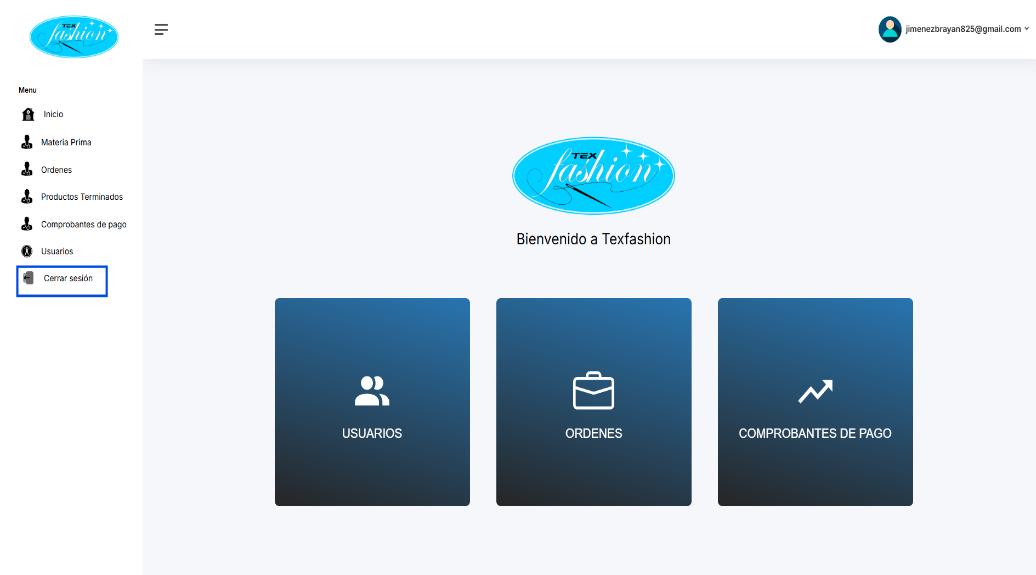 TEX
fashion
jimenezbrayan825@gmail.com
Menu
Inicio
Materia Prima
Ordenes
Productos Terminados
Comprobantes de pago
Usuarios
Cerrar sesión
TEX
fashion
Bienvenido a Texfashion
USUARIOS
ORDENES
COMPROBANTES DE PAGO